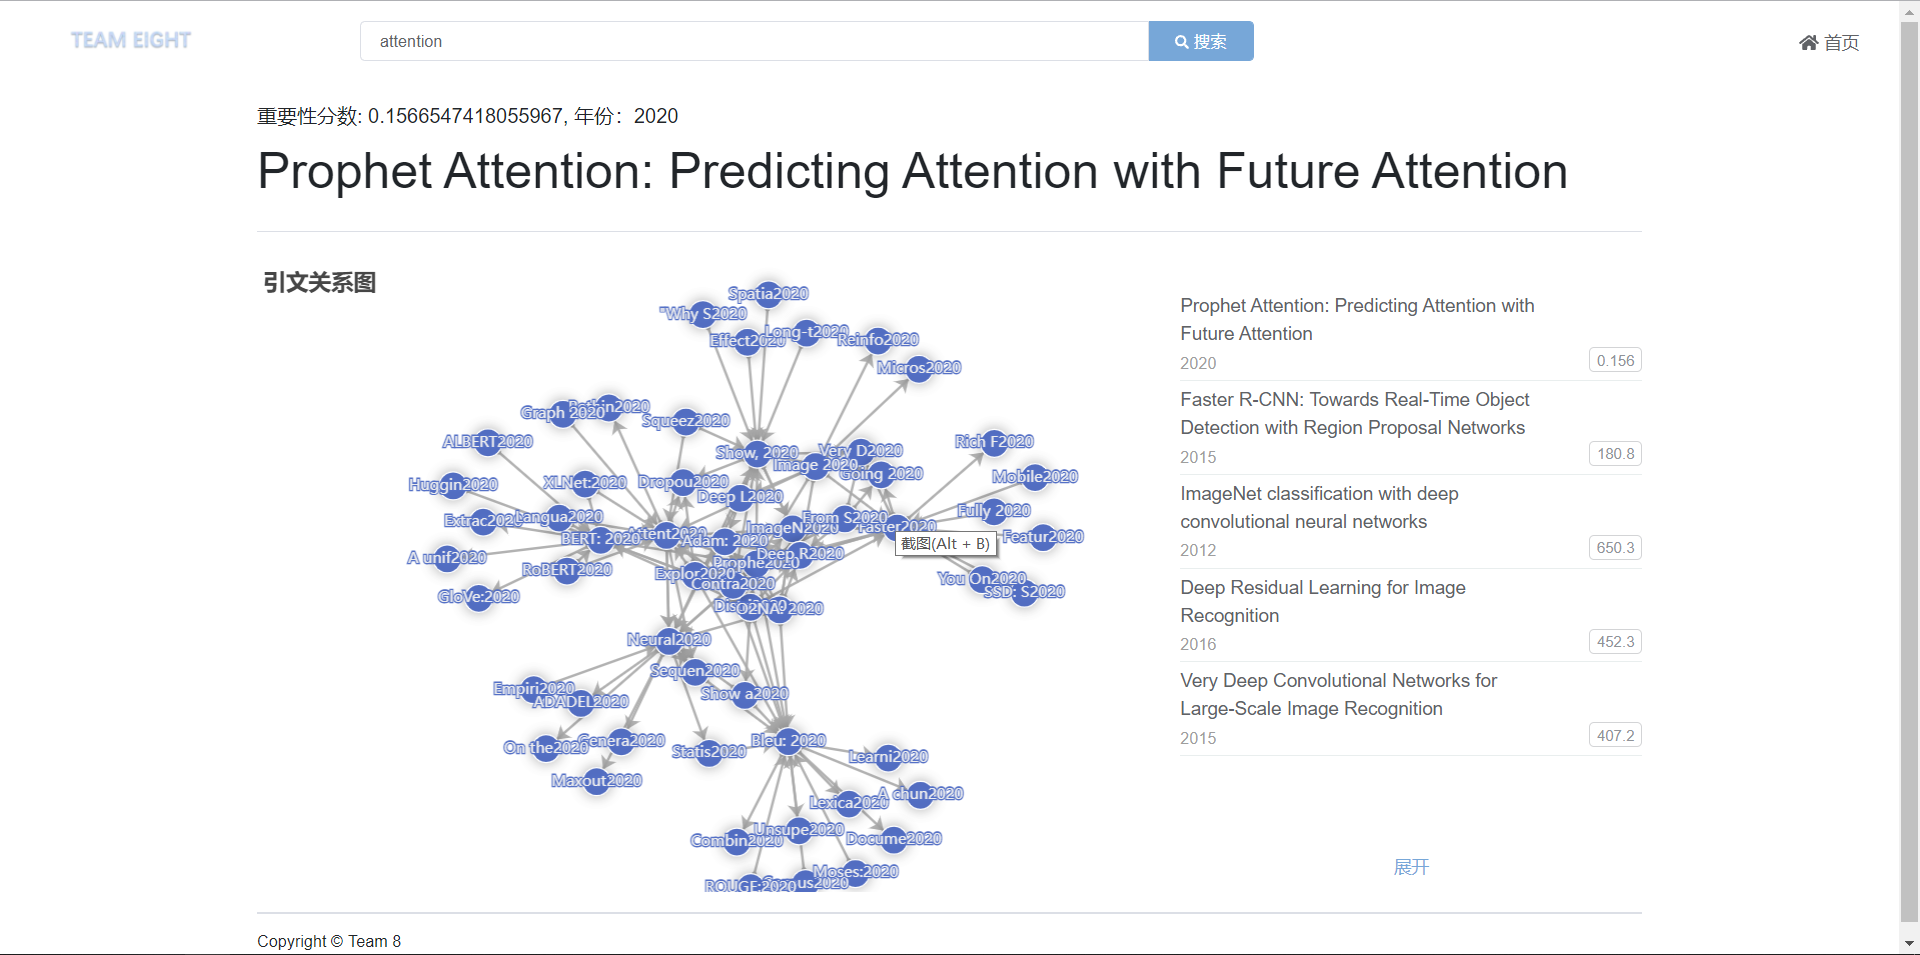 TEAM EIGHT
attention
搜索
首页
重要性分数: 0.1566547418055967, 年份：2020
Prophet Attention: Predicting Attention with Future Attention
引文关系图
Spatia2020
"Why S2020
Effect2020
Long-t2020
Reinfo2020
Micros2020
Graph 2020
Squeez2020
ALBERT2020
Show, 2020
Very D2020
Image 2020
Going 2020
Rich F2020
Mobile2020
Huggin2020
XLNet:2020
Dropou2020
Deep L2020
Extrac2020
Langua2020
From S2020
Faster2020
Fully 2020
Featur2020
BERT: 2020
Attent2020
Adam: 2020
ImageN2020
Deep R2020
截图(Alt + B)
A unif2020
RoBERT2020
Explor2020
Prophe2020
Contra2020
You On2020
SSD: S2020
GloVe:2020
O2NA: 2020
Neural2020
Sequen2020
Show a2020
Empiri2020
ADADEL2020
On the2020
Genera2020
Statis2020
Bleu: 2020
Learni2020
Maxout2020
Lexica2020
A chun2020
Combin2020
Unsupe2020
Docume2020
Moses:2020
ROUGE:2020
Prophet Attention: Predicting Attention with
Future Attention
2020
0.156
Faster R-CNN: Towards Real-Time Object
Detection with Region Proposal Networks
2015
180.8
ImageNet classification with deep
convolutional neural networks
2012
650.3
Deep Residual Learning for Image
Recognition
2016
452.3
Very Deep Convolutional Networks for
Large-Scale Image Recognition
2015
407.2
展开
Copyright © Team 8